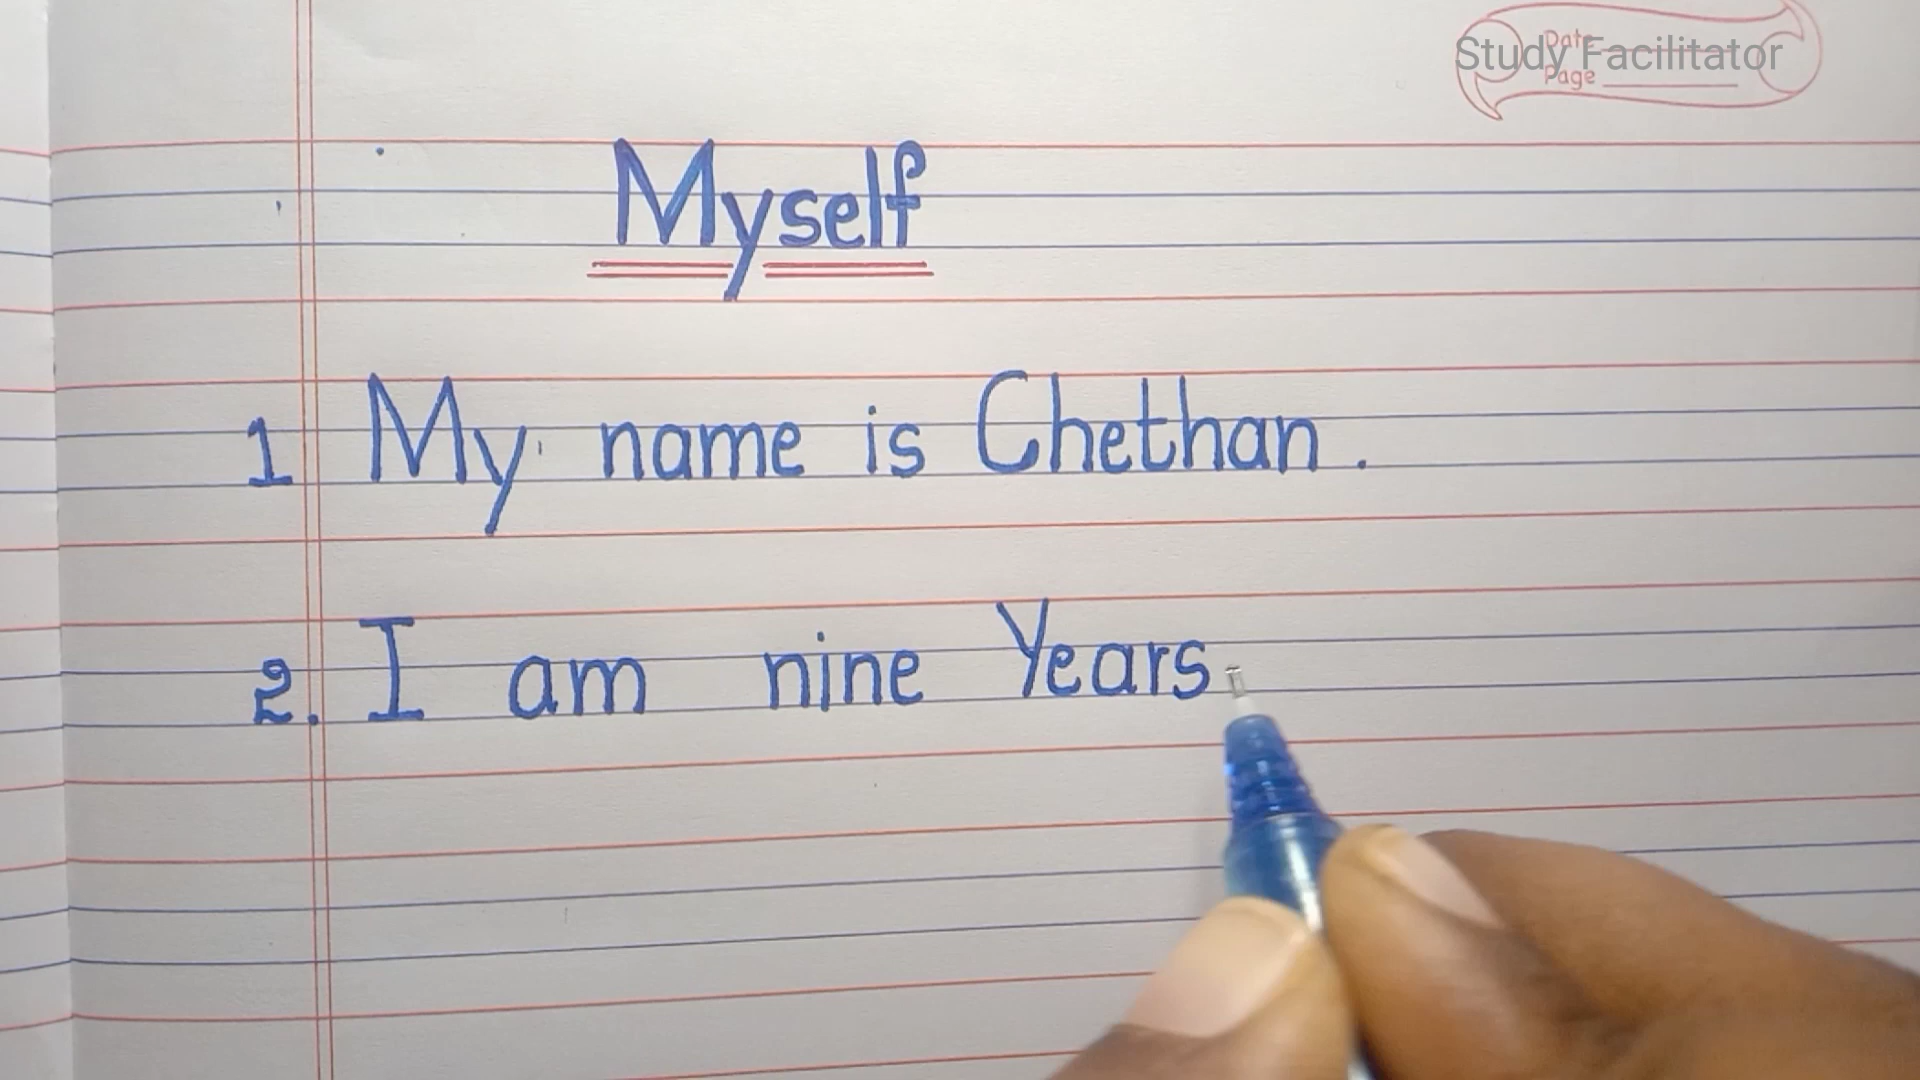 Study Facilitator
Date
Page
Myself
1 My name is Chethan.
2. I am nine Years